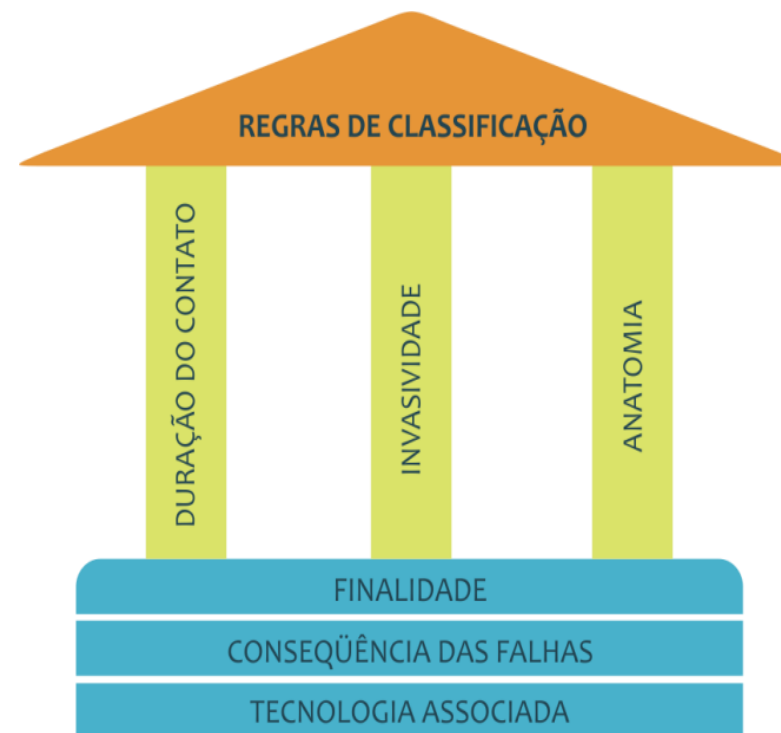 REGRAS DE CLASSIFICAÇÃO
DURAÇÃO DO CONTATO
INVASIVIDADE
ANATOMIA
FINALIDADE
CONSEQÜÊNCIA DAS FALHAS
TECNOLOGIA ASSOCIADA